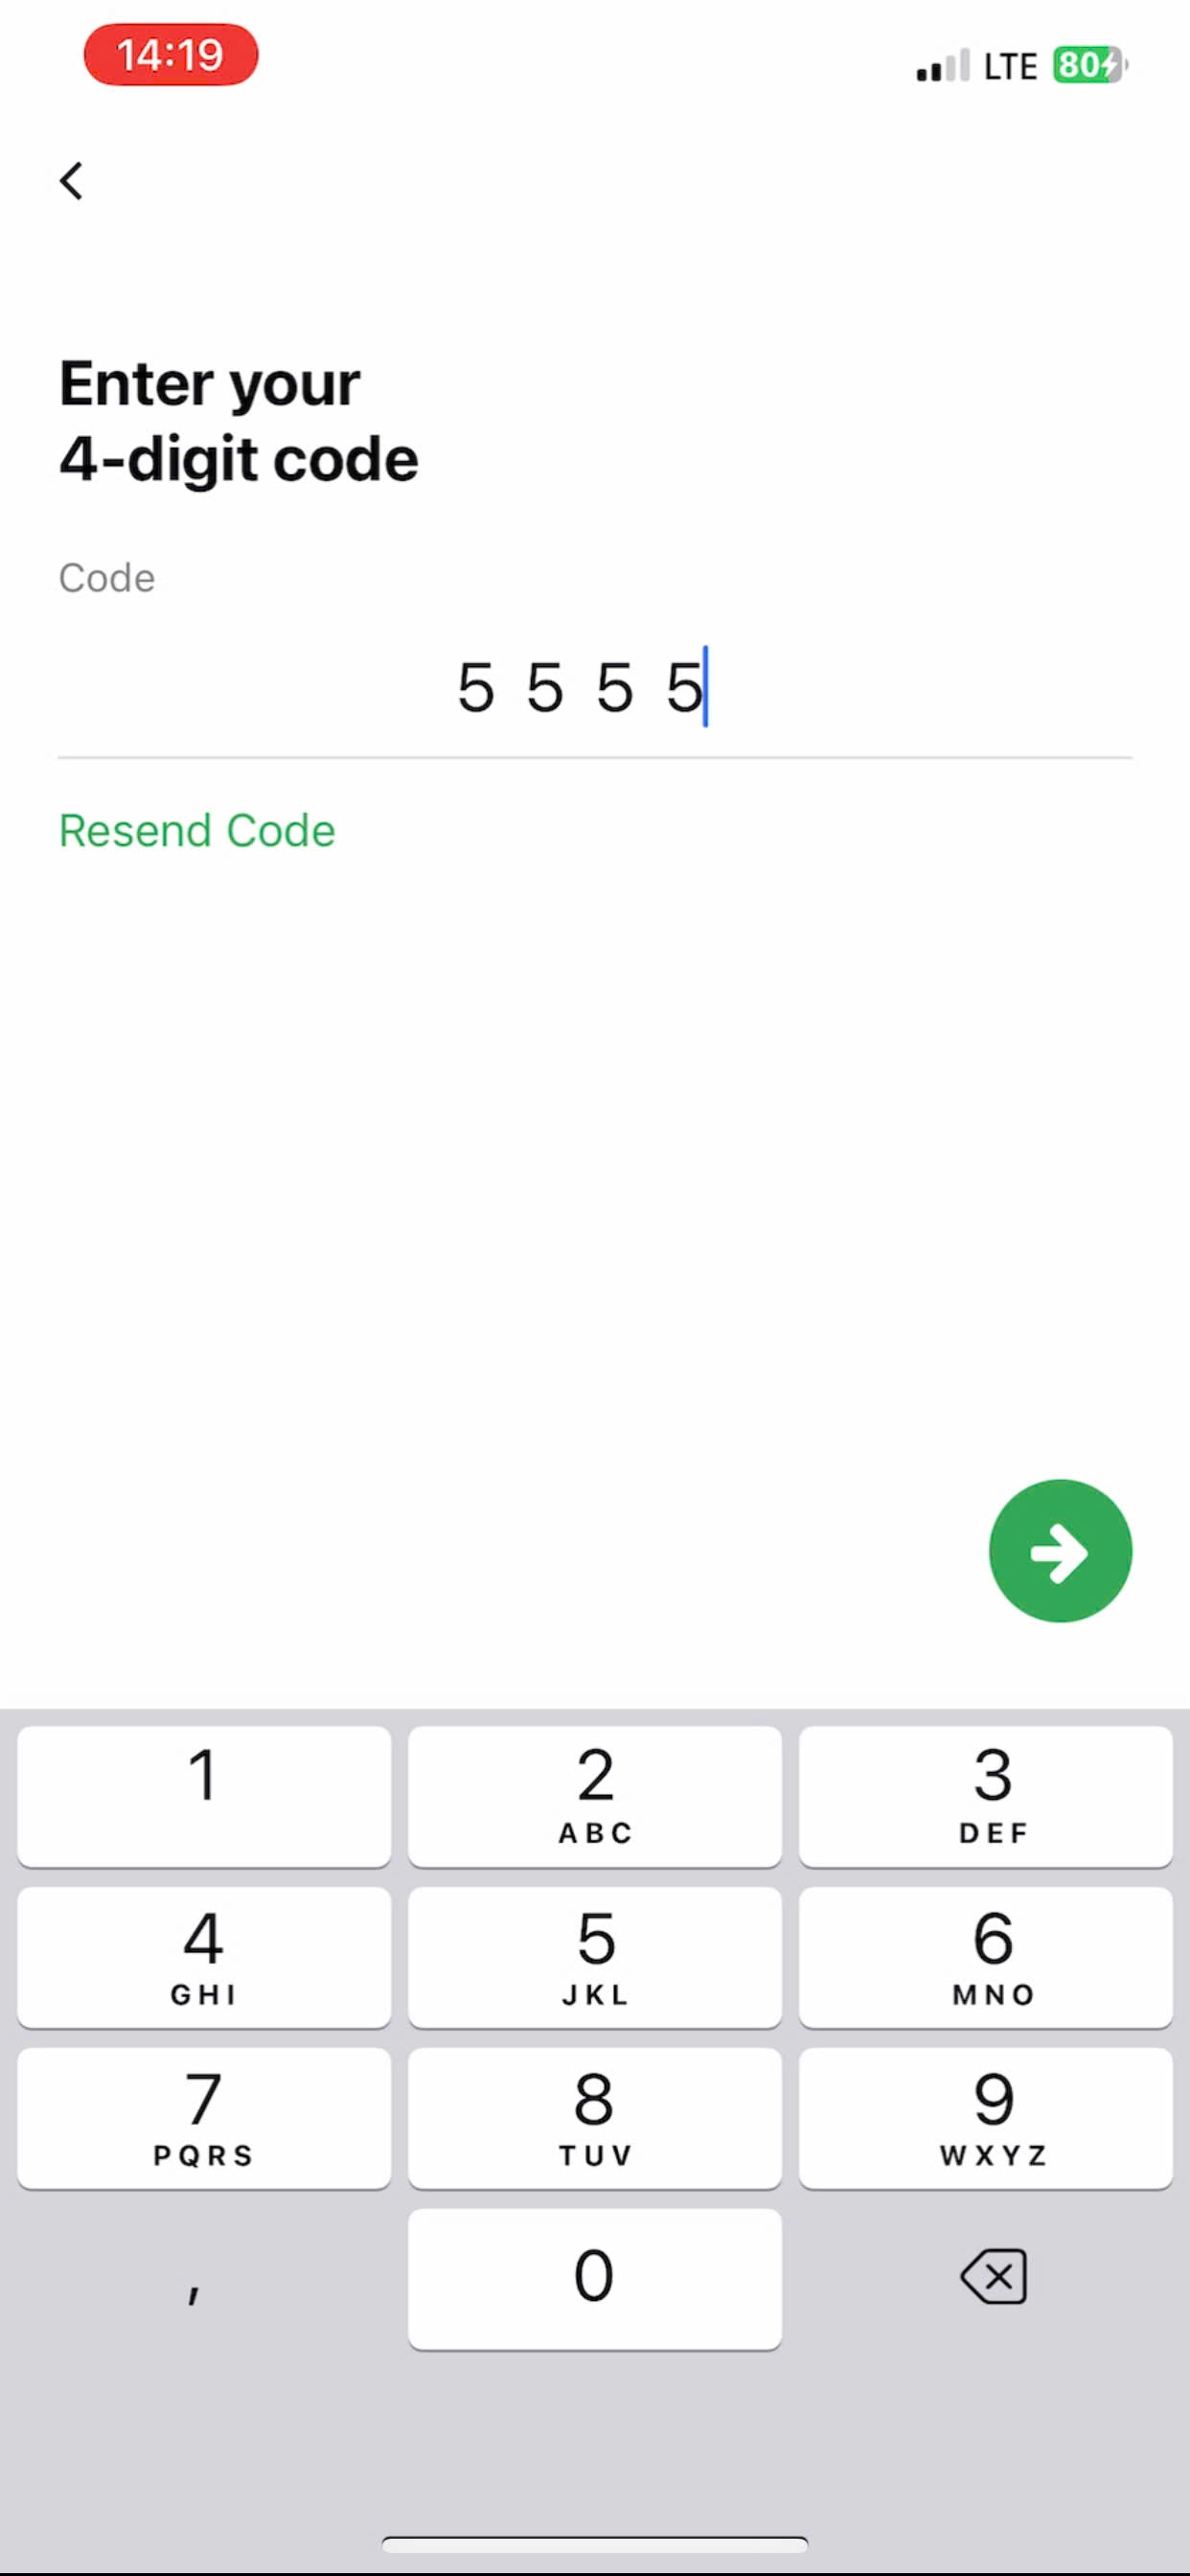 14:19
LTE 80
Enter your
4-digit code
Code
5 5 5 5
Resend Code
1 2 3
ABC DEF
4 5 6
GHI JKL MNO
7 8 9
PQRS TUV WXYZ
, 0